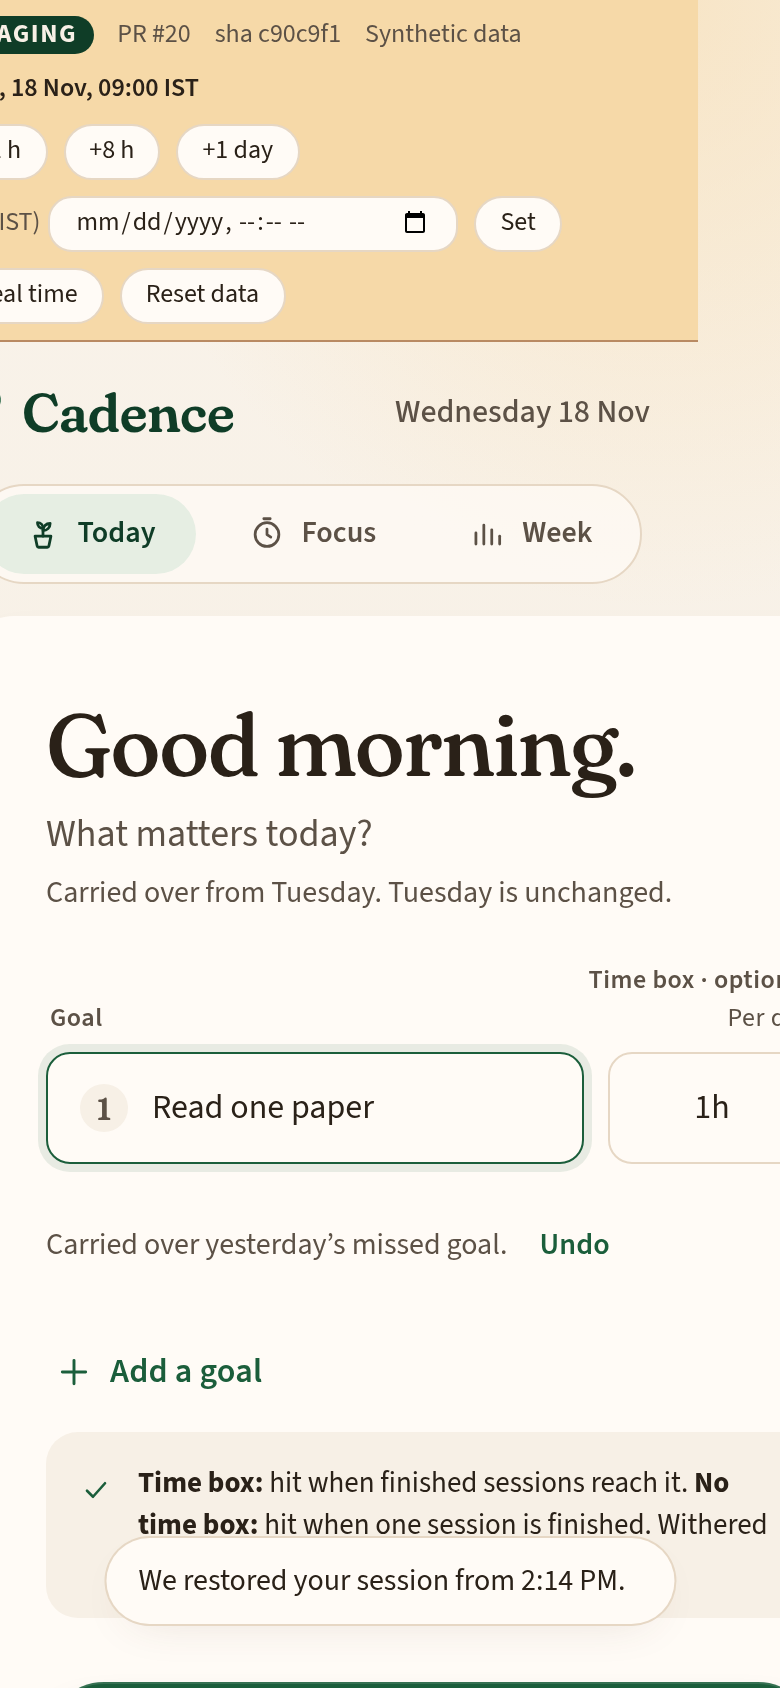 AGING PR #20 sha c90c9f1 Synthetic data
, 18 Nov, 09:00 IST
h +8 h +1 day
IST) mm/dd/yyyy, --:-- -- Set
eal time Reset data
Cadence Wednesday 18 Nov
Today Focus Week
Good morning.
What matters today?
Carried over from Tuesday. Tuesday is unchanged.
Time box · option
Goal Per
1 Read one paper 1h
Carried over yesterday’s missed goal. Undo
Add a goal
Time box: hit when finished sessions reach it. No
time box: hit when one session is finished. Withered
We restored your session from 2:14 PM.